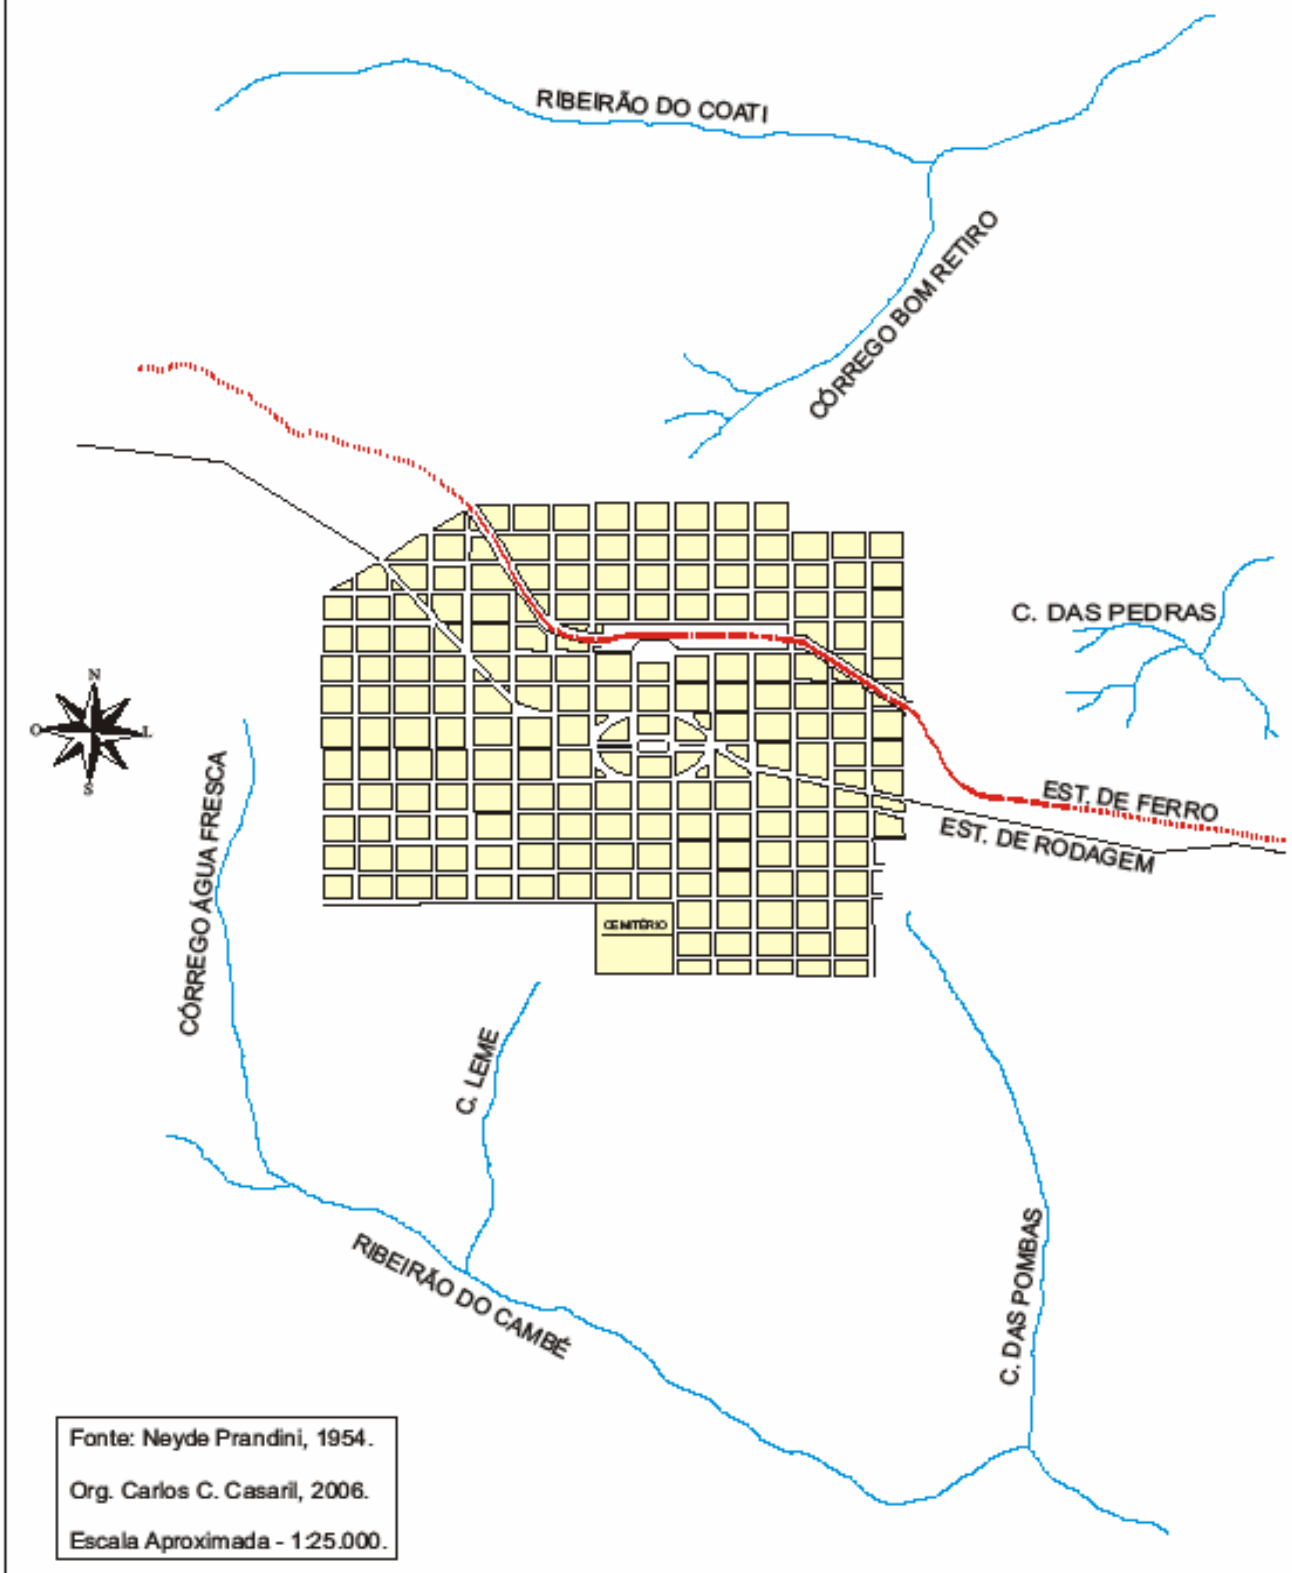 RIBEIRÃO DO COATI
CÓRREGO BOM RETIRO
C. DAS PEDRAS
N
O
L
S
EST. DE FERRO
EST. DE RODAGEM
CÓRREGO ÁGUA FRESCA
CEMITÉRIO
C. LEME
RIBEIRÃO DO CAMBÉ
C. DAS POMBAS
Fonte: Neyde Prandini, 1954.
Org. Carlos C. Casaril, 2006.
Escala Aproximada - 1:25.000.